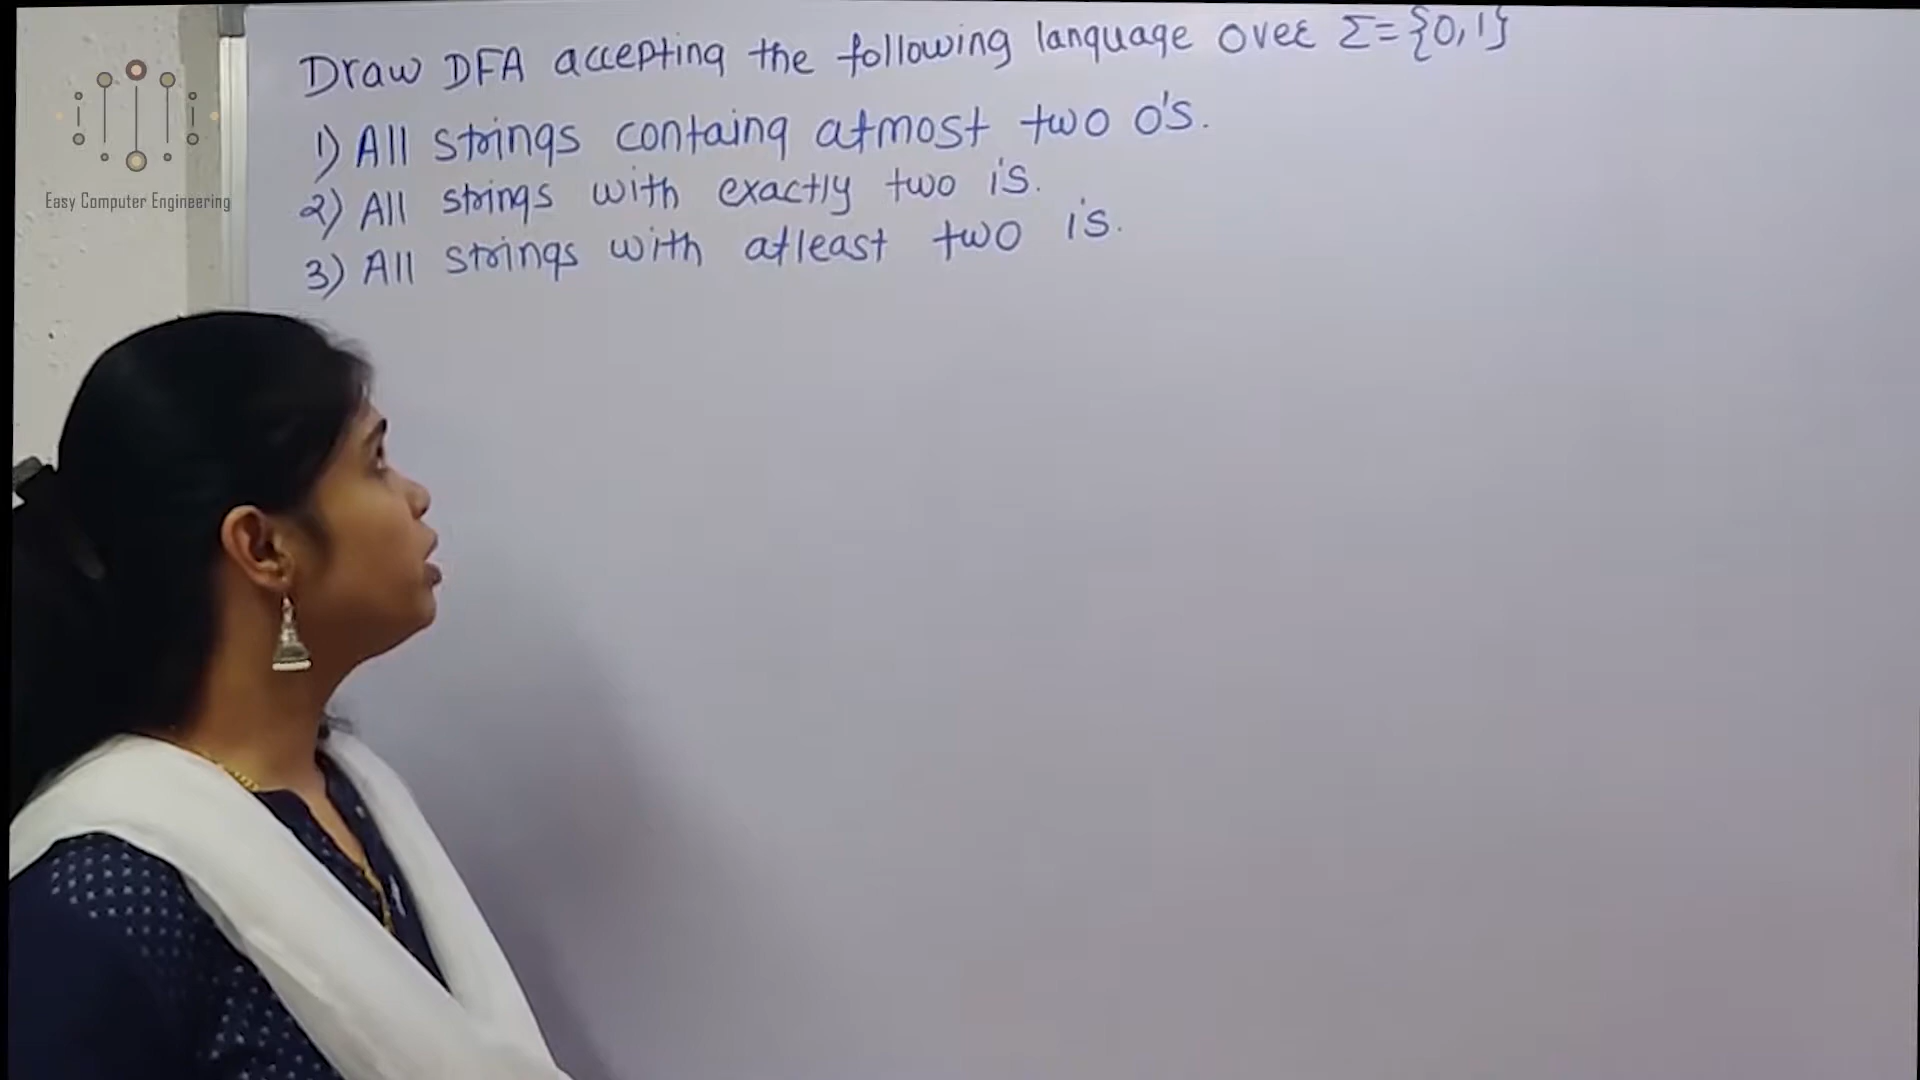 Draw DFA accepting the following language over Σ={0,1}
1) All strings containg atmost two 0's.
2) All strings with exactly two 1's.
3) All strings with atleast two 1's.
Easy Computer Engineering